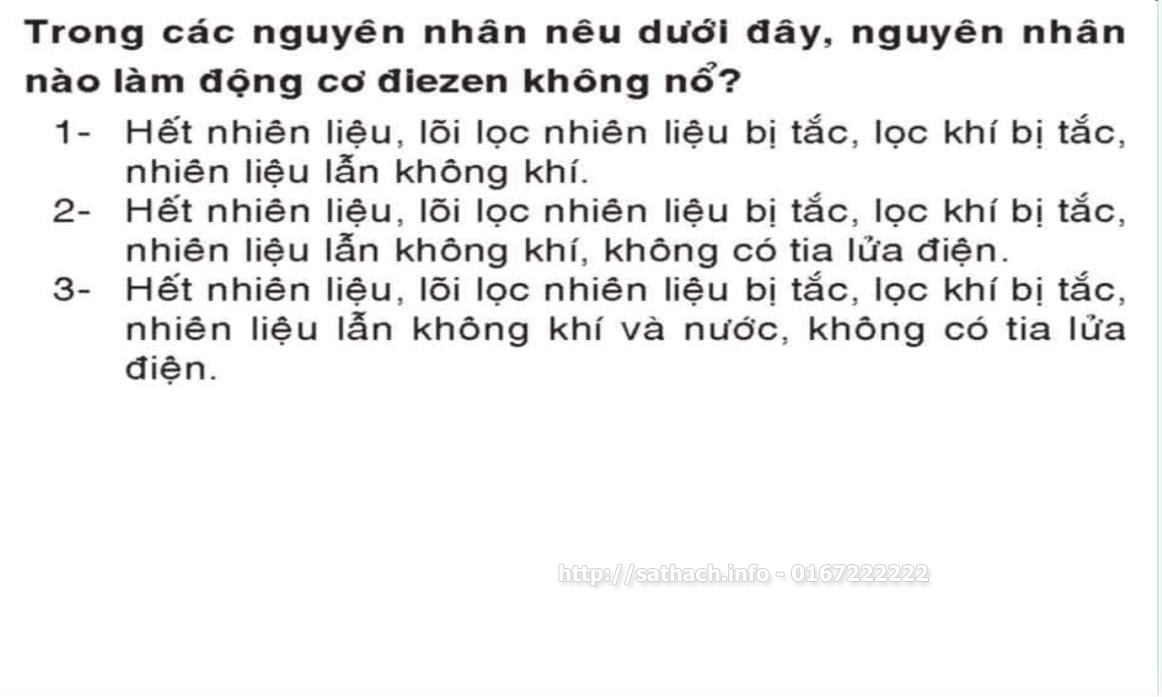 Trong các nguyên nhân nêu dưới đây, nguyên nhân
nào làm động cơ điezen không nổ?
1- Hết nhiên liệu, lõi lọc nhiên liệu bị tắc, lọc khí bị tắc,
nhiên liệu lẫn không khí.
2- Hết nhiên liệu, lõi lọc nhiên liệu bị tắc, lọc khí bị tắc,
nhiên liệu lẫn không khí, không có tia lửa điện.
3- Hết nhiên liệu, lõi lọc nhiên liệu bị tắc, lọc khí bị tắc,
nhiên liệu lẫn không khí và nước, không có tia lửa
điện.
http://sathach.info - 0167222222